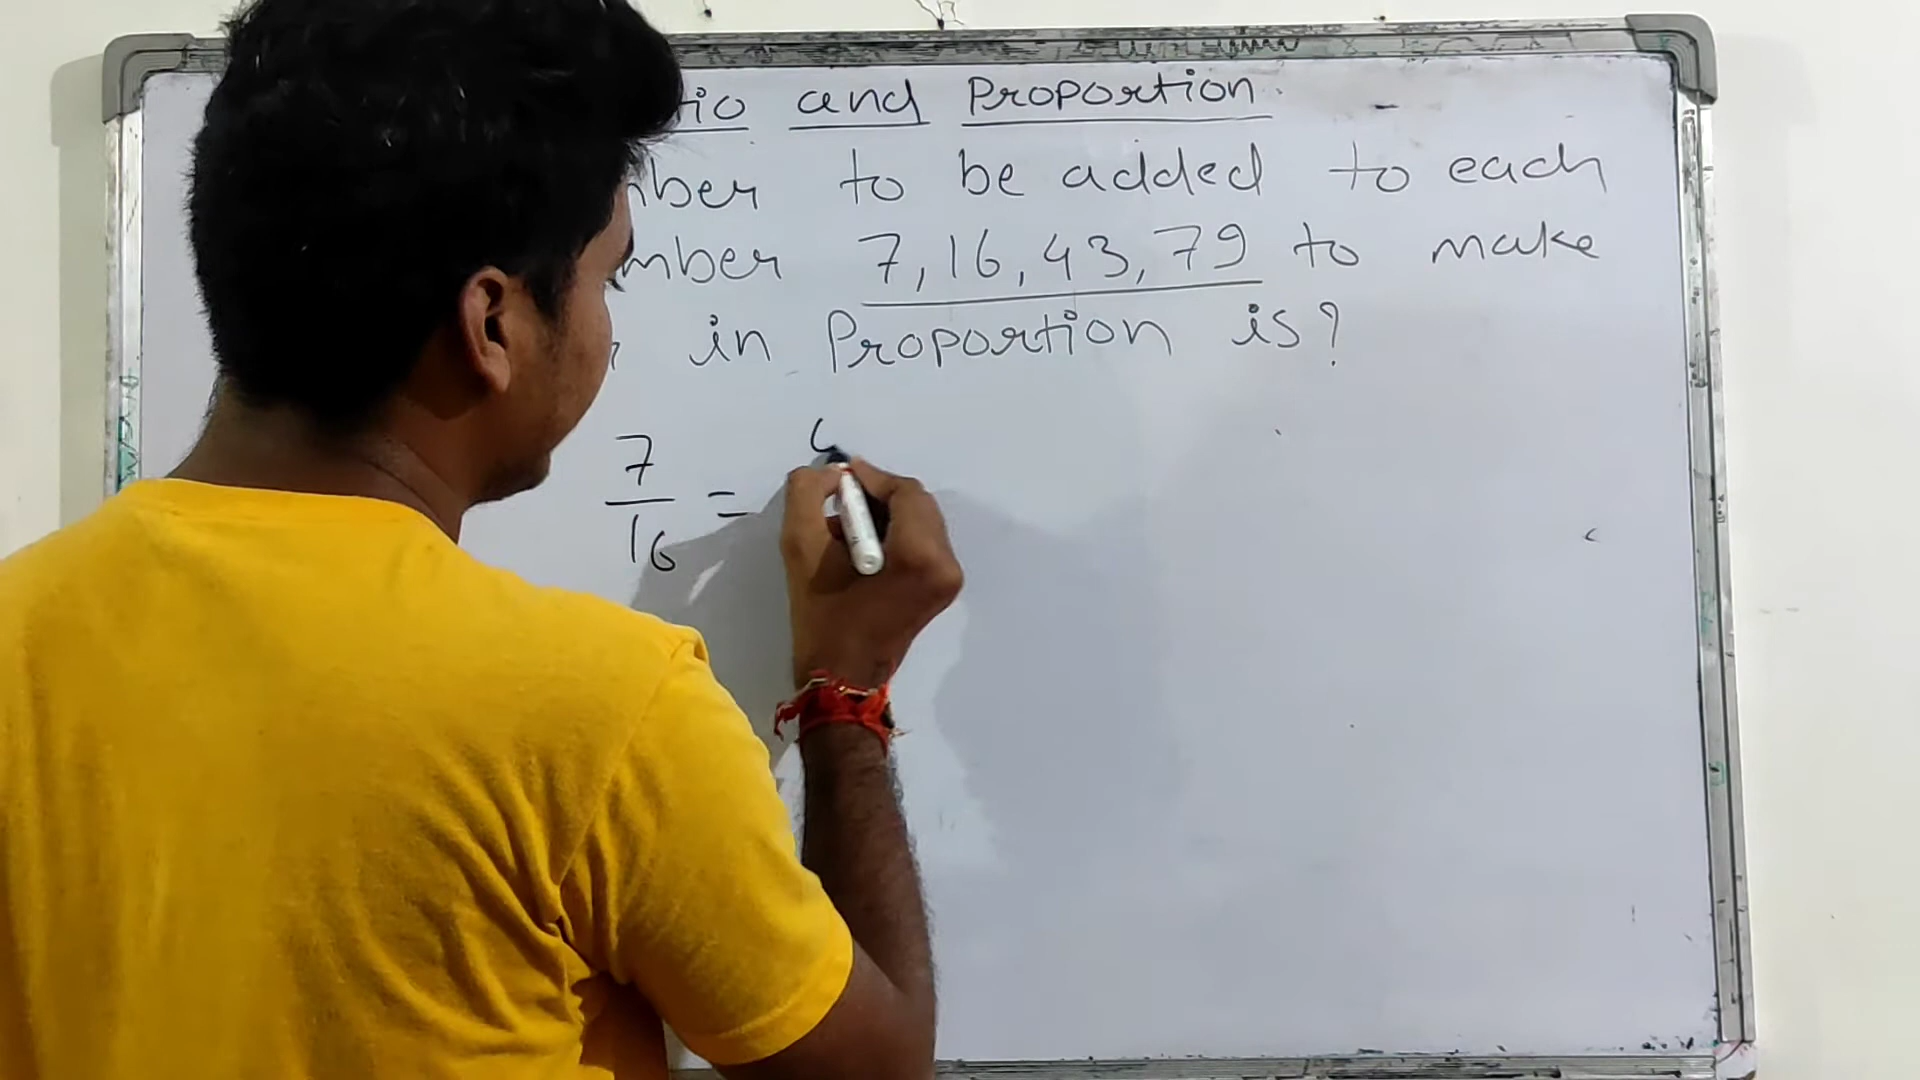 and Proportion
to be added to each
7, 16, 43, 79 to make
in Proportion is?
7
16 =